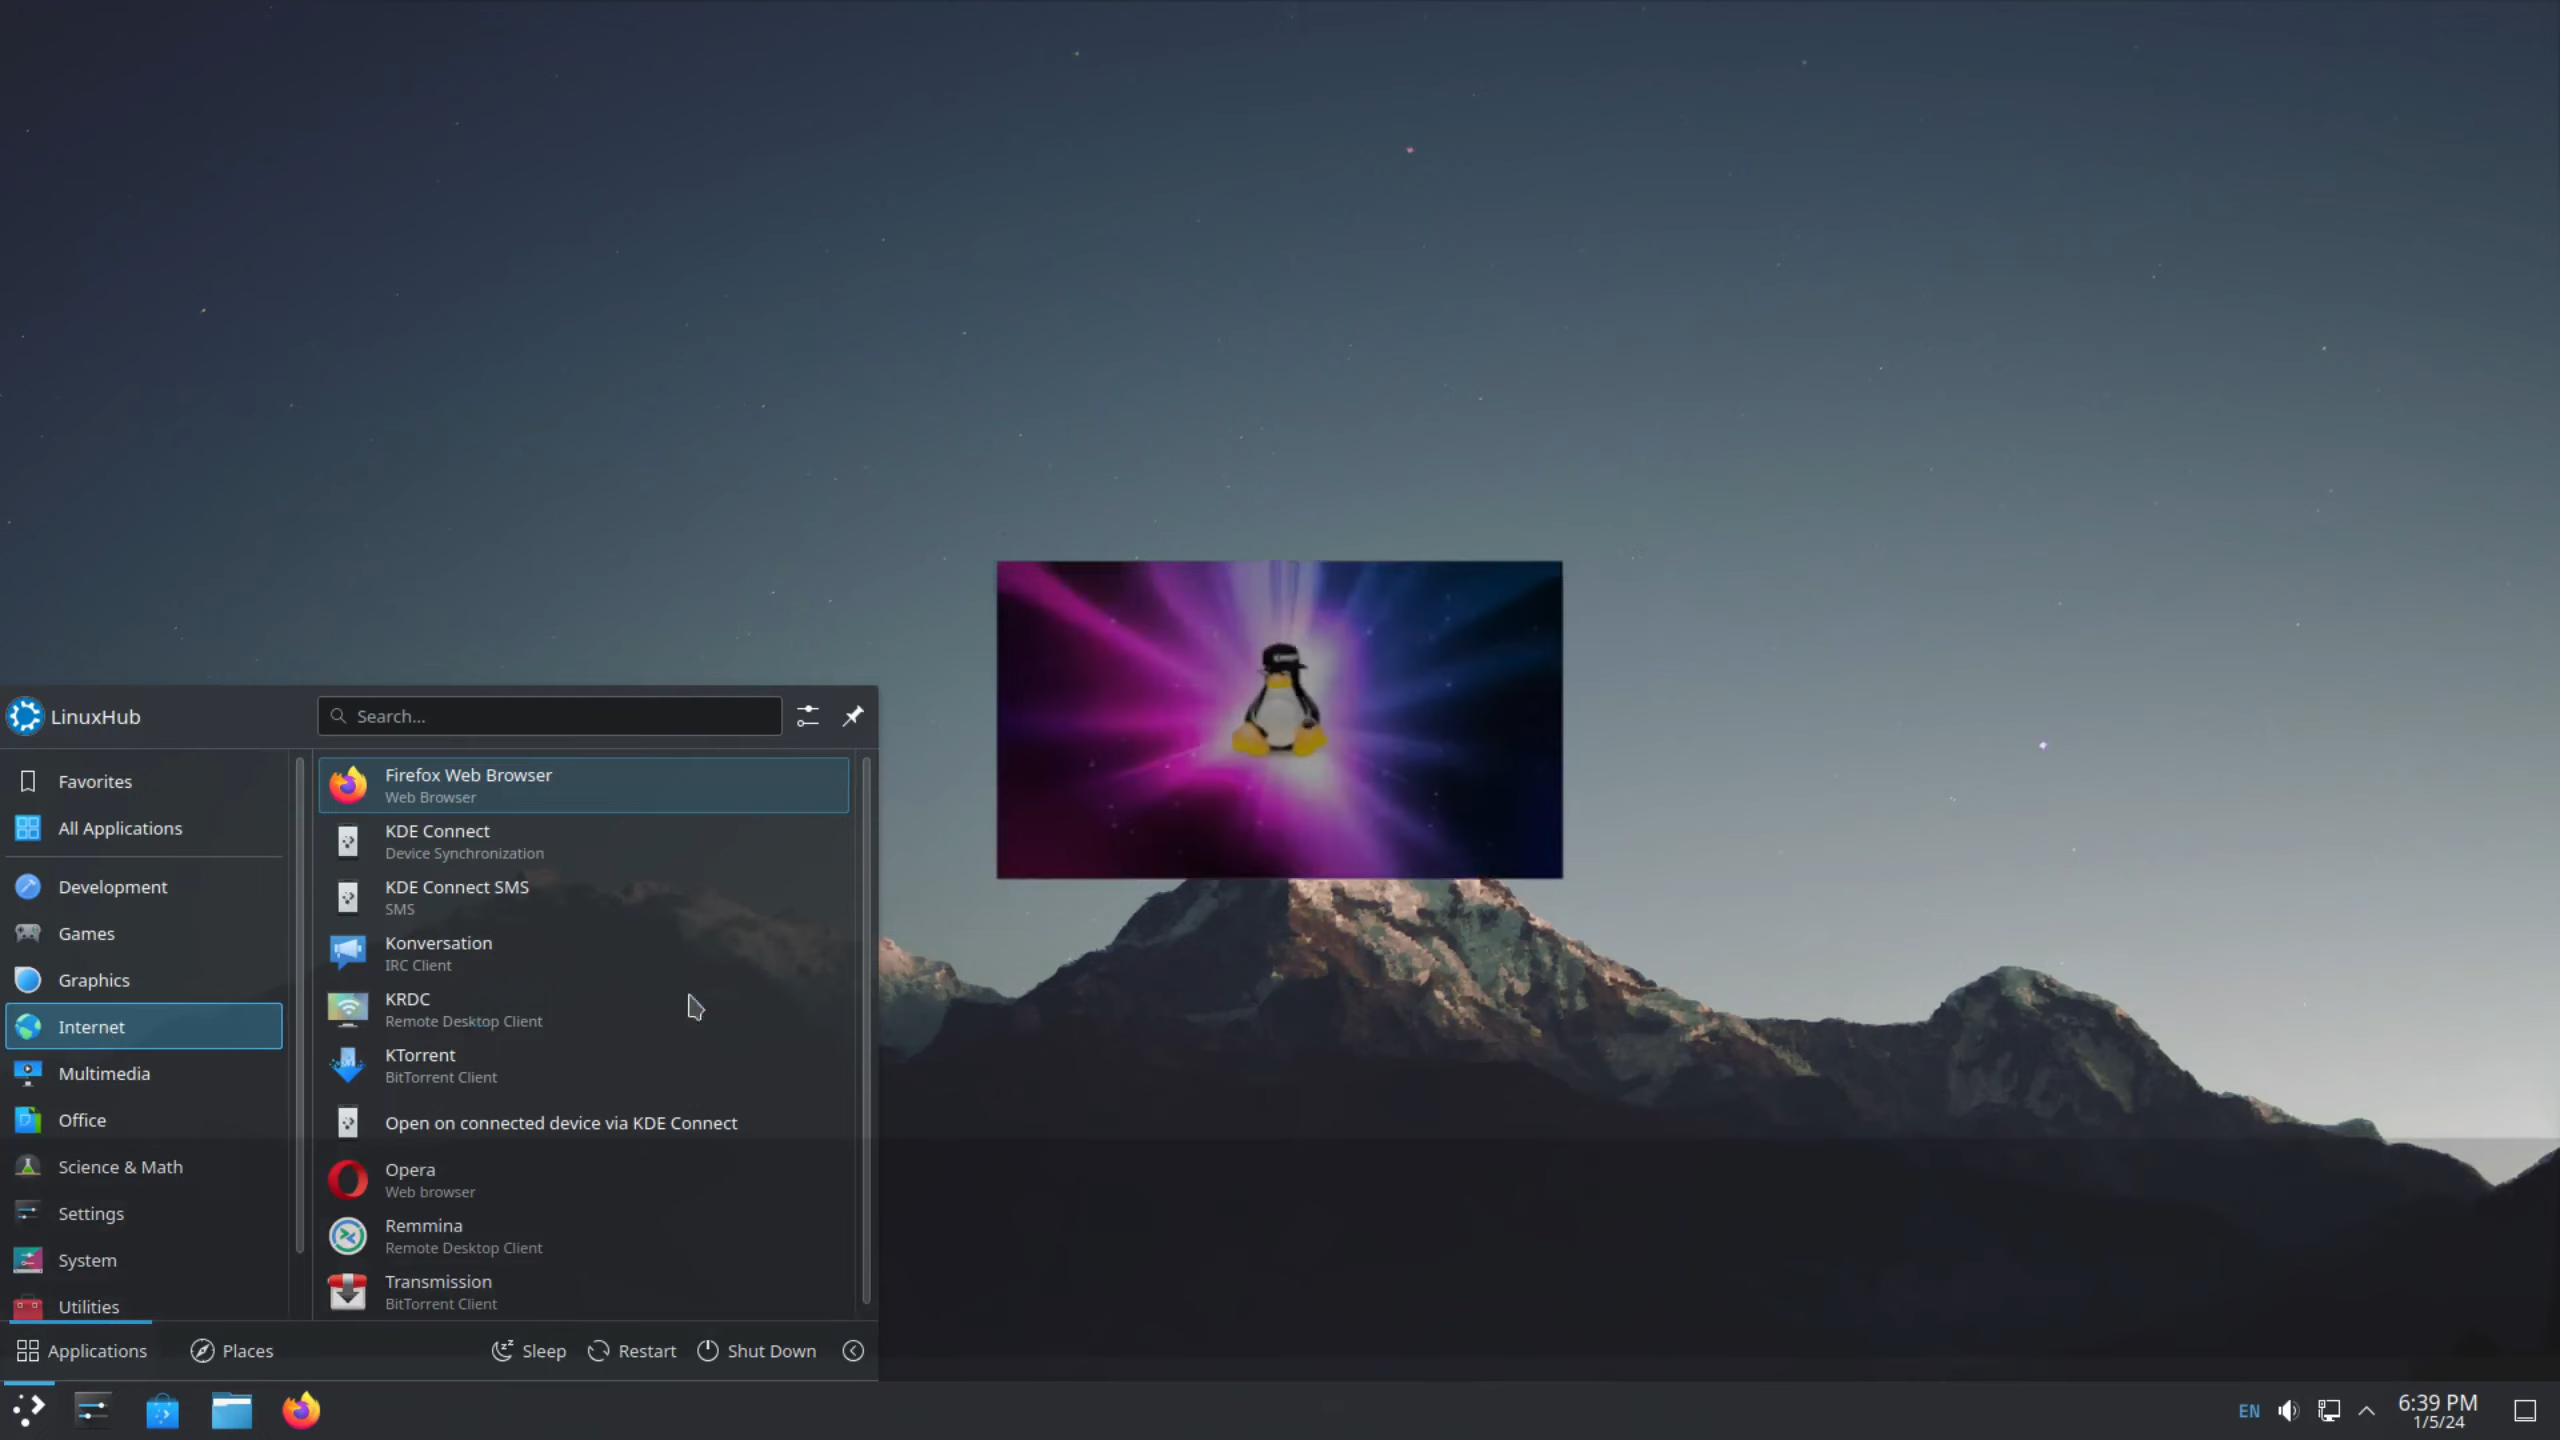 LinuxHub
Search...
Favorites
All Applications
Development
Games
Graphics
Internet
Multimedia
Office
Science & Math
Settings
System
Utilities
Firefox Web Browser
Web Browser
KDE Connect
Device Synchronization
KDE Connect SMS
SMS
Konversation
IRC Client
KRDC
Remote Desktop Client
KTorrent
BitTorrent Client
Open on connected device via KDE Connect
Opera
Web browser
Remmina
Remote Desktop Client
Transmission
BitTorrent Client
Applications
Places
Sleep
Restart
Shut Down
EN
6:39 PM
1/5/24